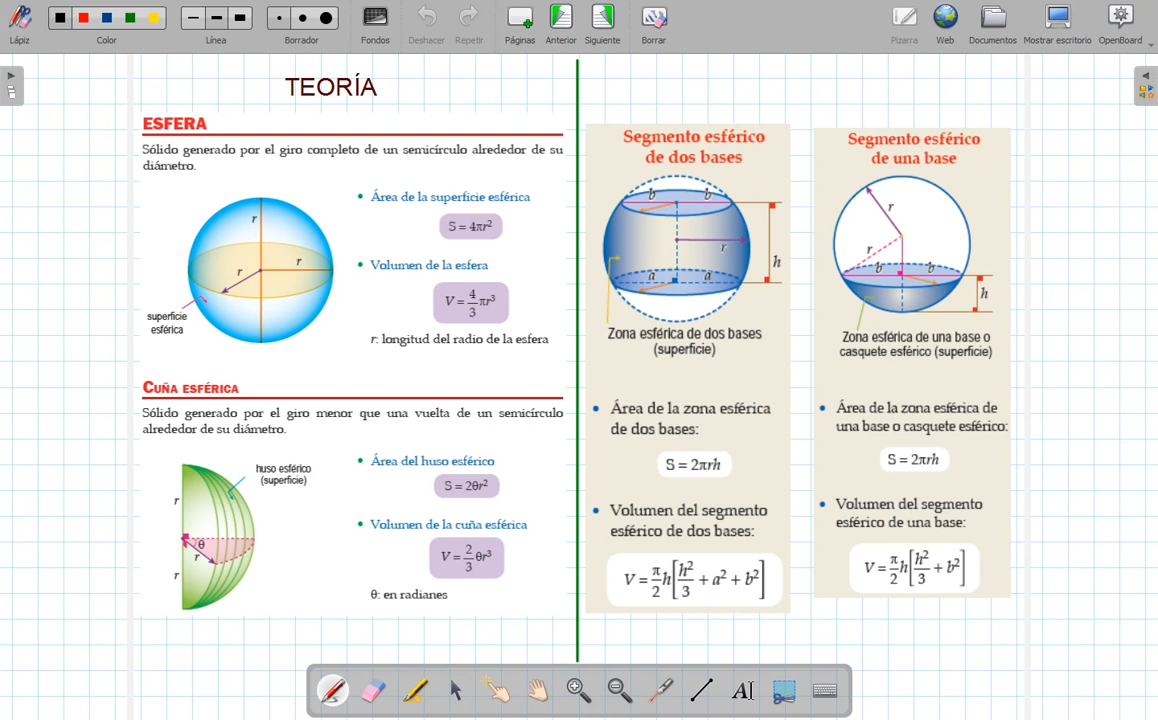 Lápiz
Color
Línea
Borrador
Fondos
Deshacer
Repetir
Páginas
Anterior
Siguiente
Borrar
Pizarra
Web
Documentos
Mostrar escritorio
OpenBoard
TEORÍA
ESFERA
Sólido generado por el giro completo de un semicírculo alrededor de su
diámetro.
r
r
r
superficie
esférica
• Área de la superficie esférica
S = 4πr²
• Volumen de la esfera
V = 4/3 πr³
r: longitud del radio de la esfera
CUÑA ESFÉRICA
Sólido generado por el giro menor que una vuelta de un semicírculo
alrededor de su diámetro.
huso esférico
(superficie)
r
θ
r
r
• Área del huso esférico
S = 2θr²
• Volumen de la cuña esférica
V = 2/3 θr³
θ: en radianes
Segmento esférico
de dos bases
b
b
r
h
a
a
Zona esférica de dos bases
(superficie)
• Área de la zona esférica
de dos bases:
S = 2πrh
• Volumen del segmento
esférico de dos bases:
V = π/2 h[h²/3 + a² + b²]
Segmento esférico
de una base
r
r
b
b
h
Zona esférica de una base o
casquete esférico (superficie)
• Área de la zona esférica de
una base o casquete esférico:
S = 2πrh
• Volumen del segmento
esférico de una base:
V = π/2 h[h²/3 + b²]